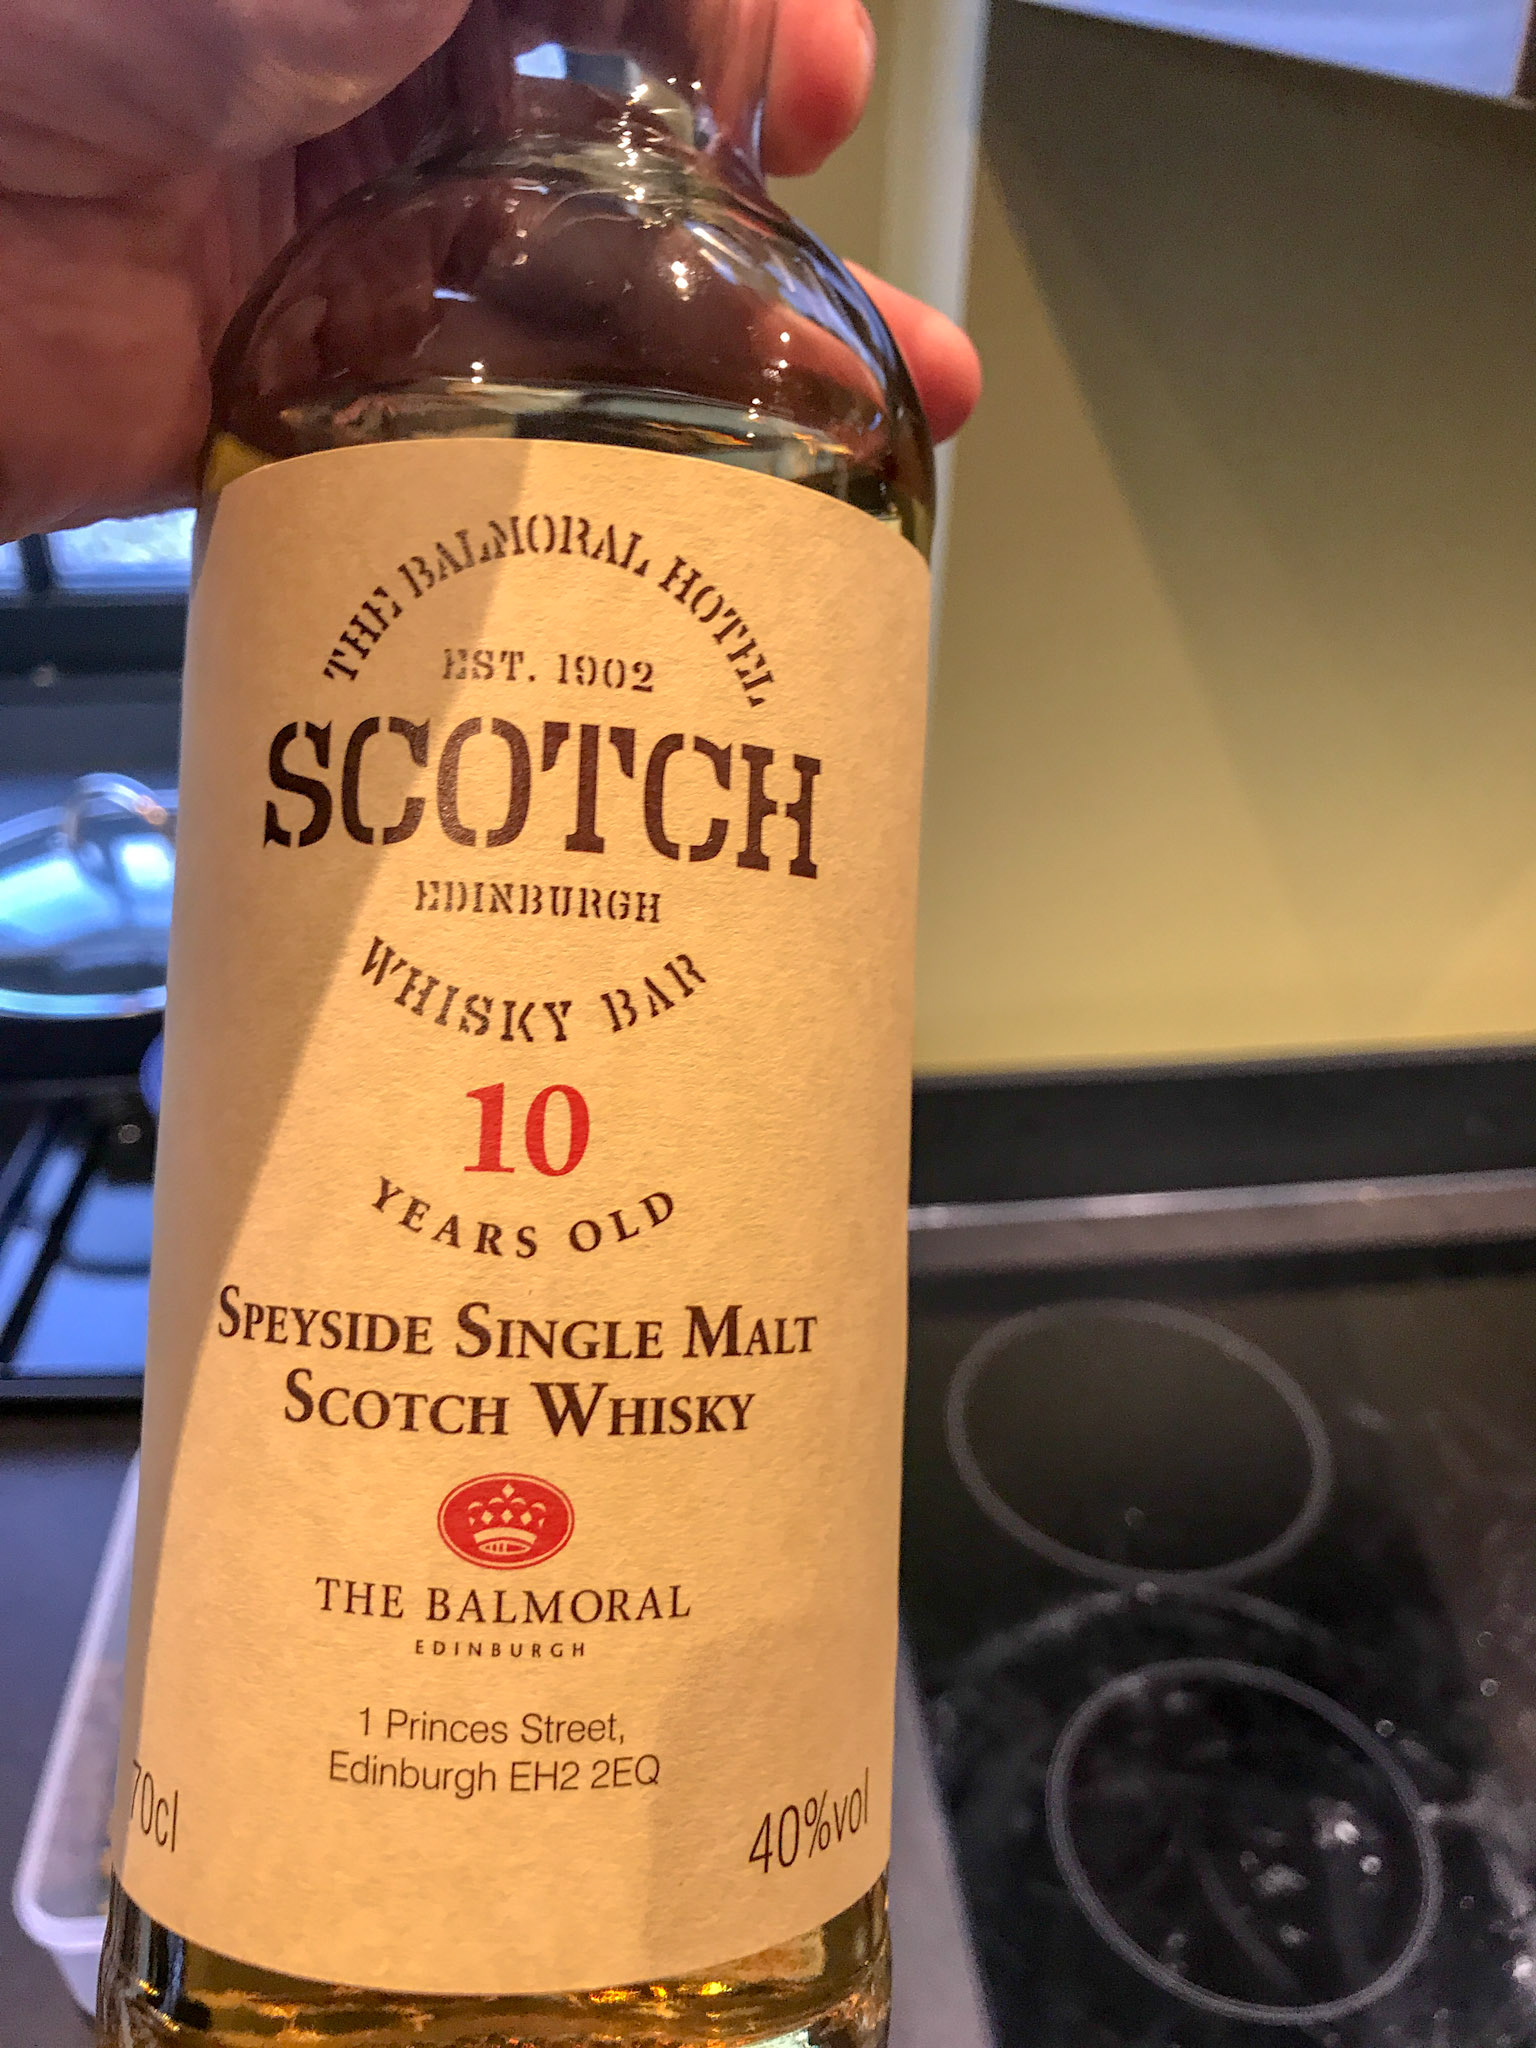 THE BALMORAL HOTEL
EST. 1902
SCOTCH
EDINBURGH
WHISKY BAR
10
YEARS OLD
SPEYSIDE SINGLE MALT
SCOTCH WHISKY
THE BALMORAL
EDINBURGH
1 Princes Street,
Edinburgh EH2 2EQ
70cl
40%vol